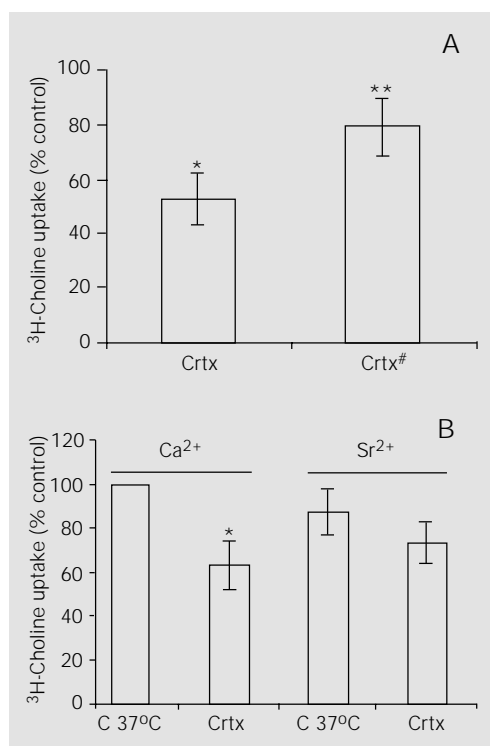 A
³H-Choline uptake (% control)
100
80
60
40
20
0
*
**
Crtx
Crtx#
B
³H-Choline uptake (% control)
120
100
80
60
40
20
0
Ca²⁺
Sr²⁺
*
C 37ºC
Crtx
C 37ºC
Crtx